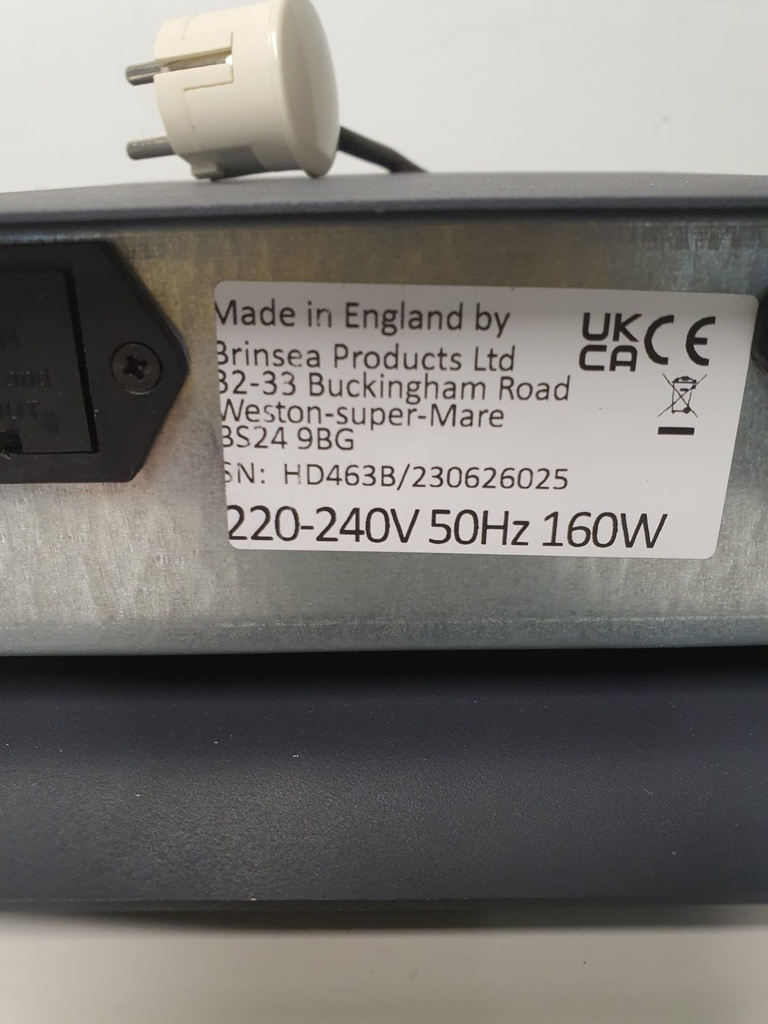 Made in England by
Brinsea Products Ltd
32-33 Buckingham Road
Weston-super-Mare
BS24 9BG
SN: HD463B/230626025
220-240V 50Hz 160W
UK
CA
CE
and